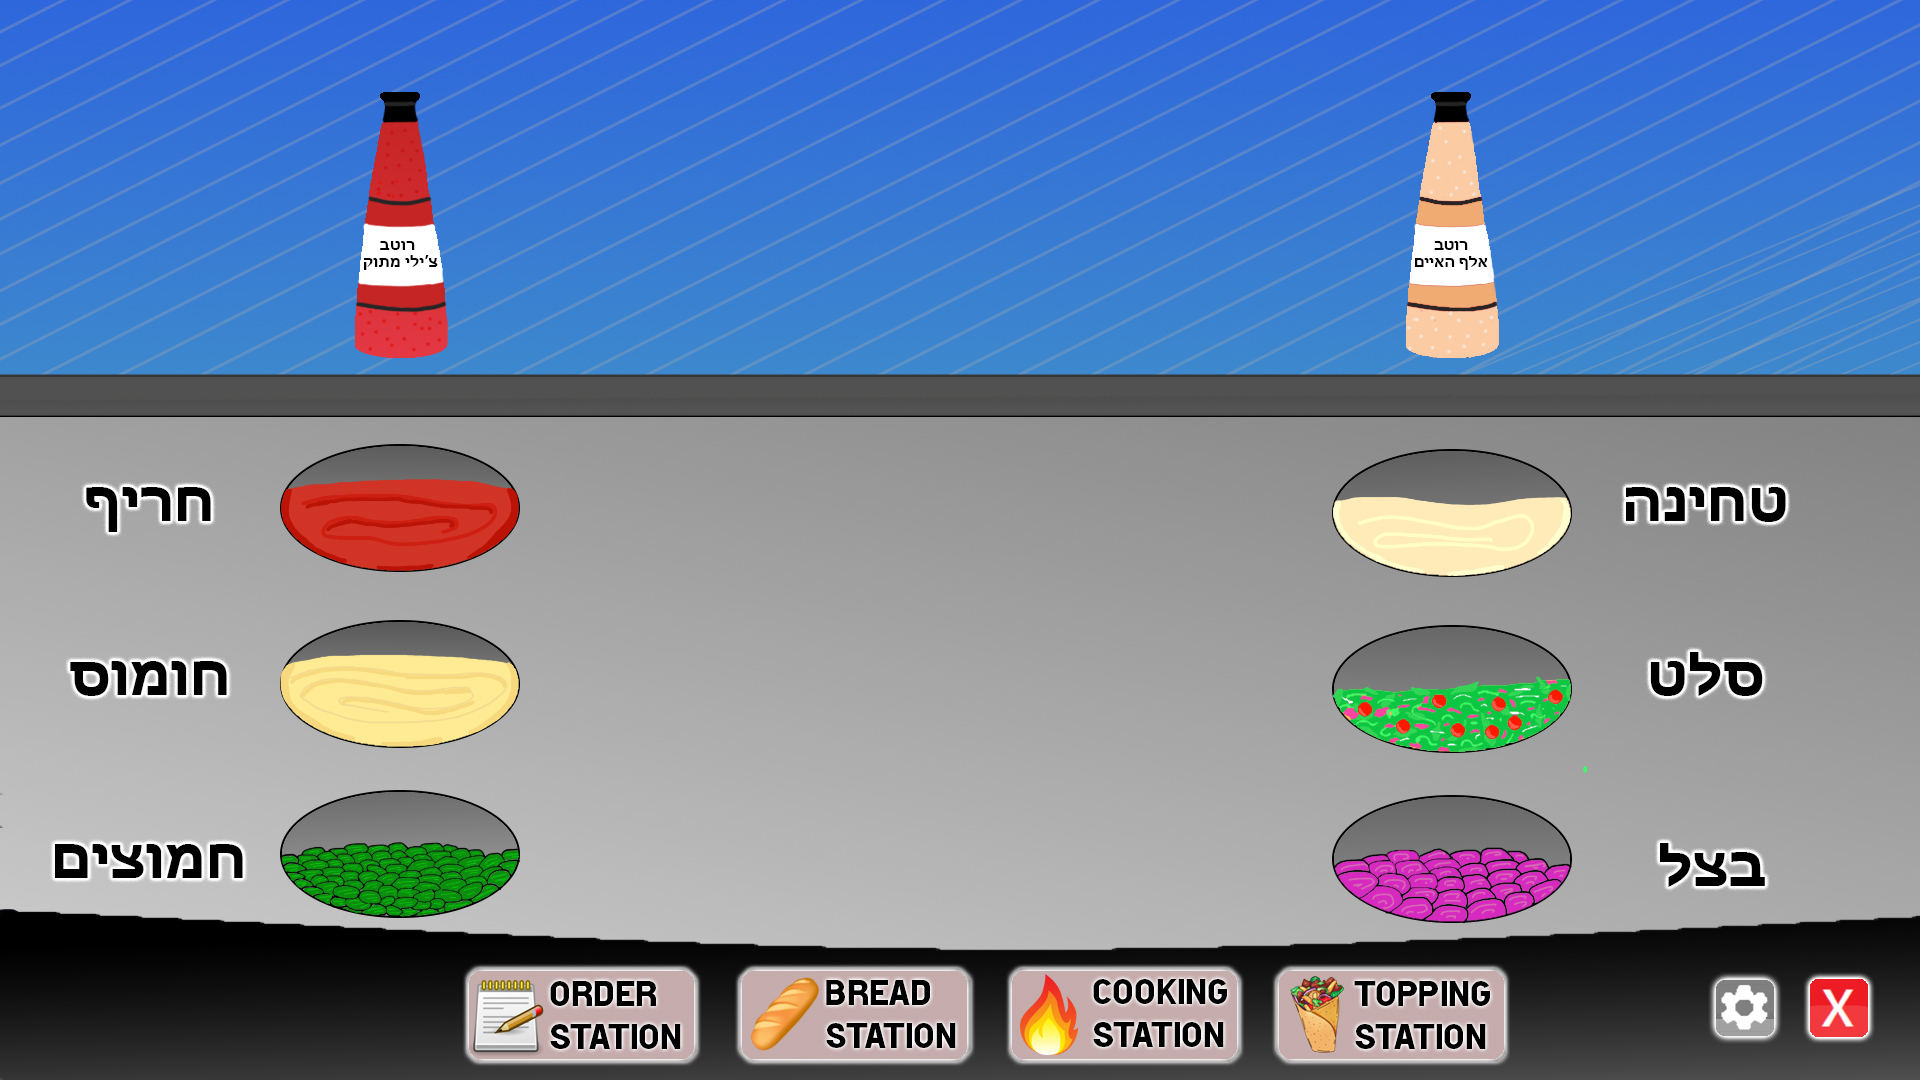 רוטב
צ'ילי מתוק
רוטב
אלף האיים
חריף
טחינה
חומוס
סלט
חמוצים
בצל
ORDER
STATION
BREAD
STATION
COOKING
STATION
TOPPING
STATION
X